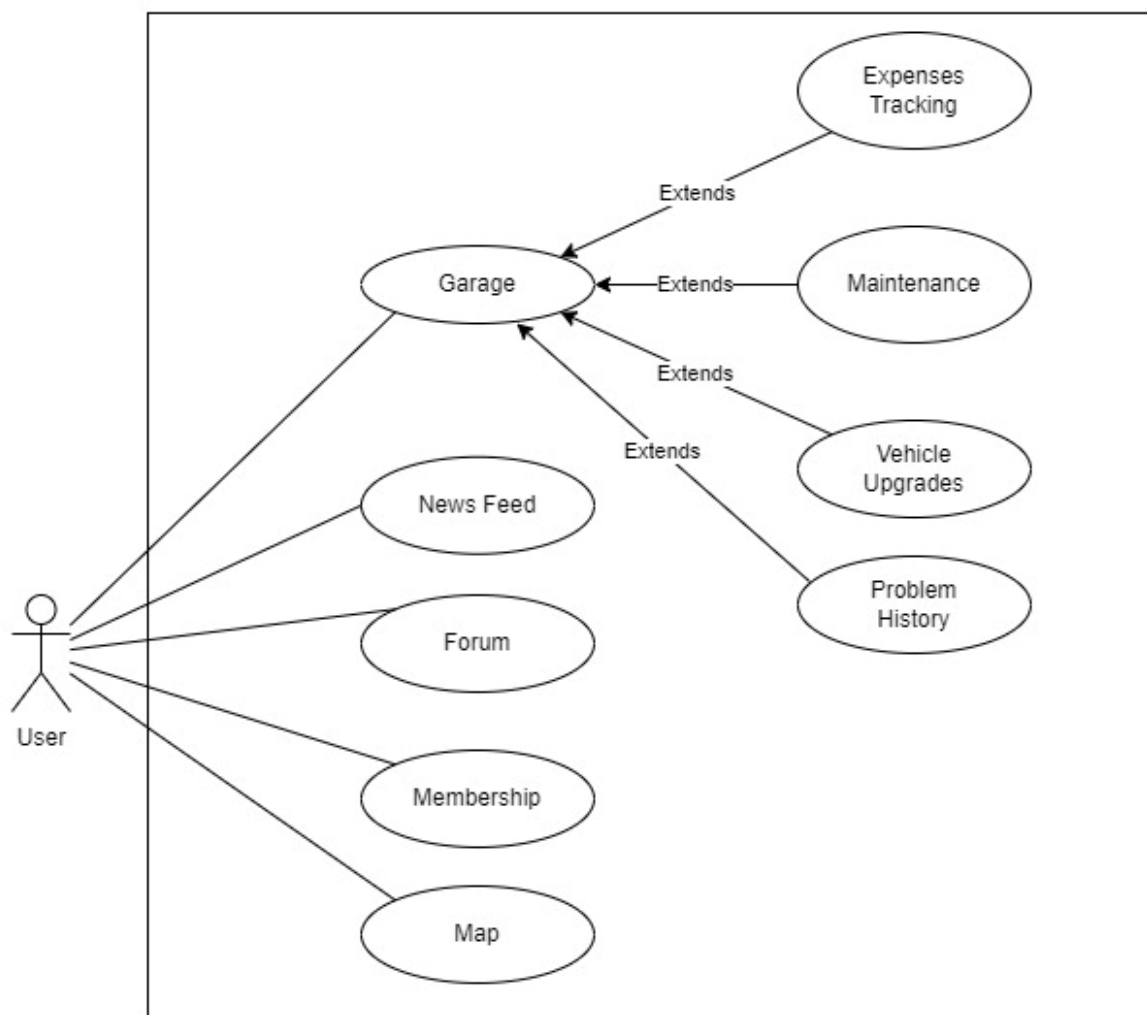 Expenses
Tracking
Extends
Garage
Extends
Maintenance
Extends
Vehicle
Upgrades
Extends
News Feed
Problem
History
Forum
User
Membership
Map